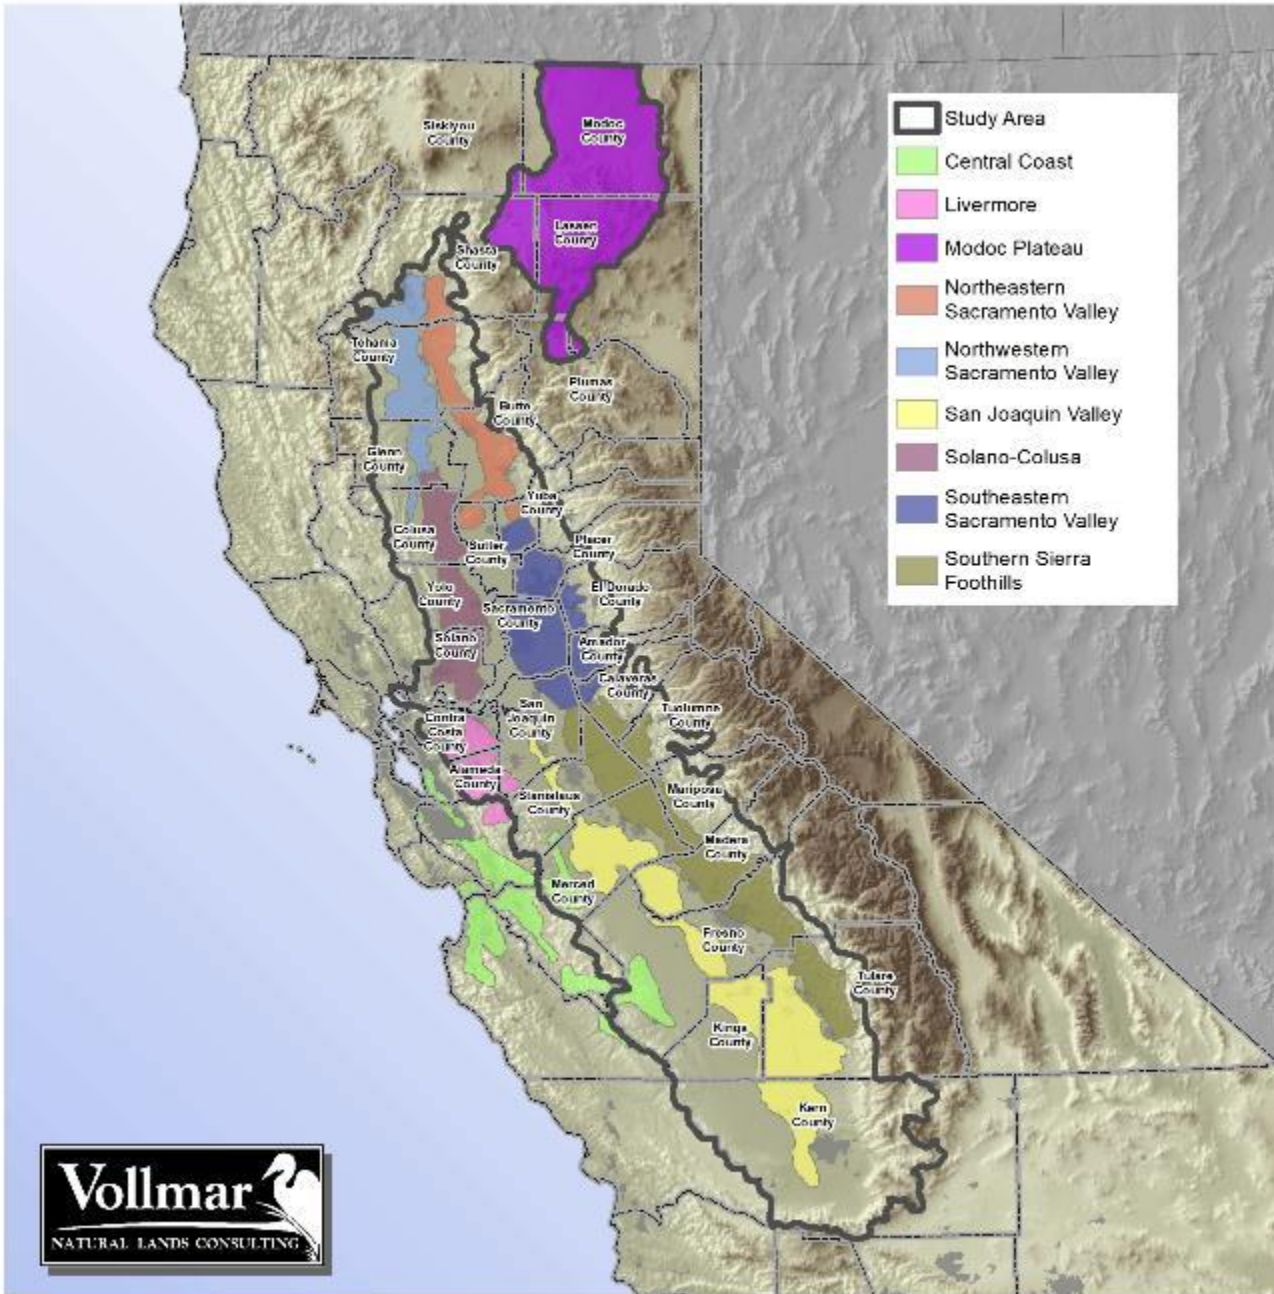 Siskiyou
County
Modoc
County
Lassen
County
Shasta
County
Tehama
County
Plumas
County
Butte
County
Glenn
County
Yuba
County
Colusa
County
Sutter
County
Placer
County
Yolo
County
El Dorado
County
Sacramento
County
Solano
County
Amador
County
Calaveras
County
San
Joaquin
County
Tuolumne
County
Contra
Costa
County
Alameda
County
Stanislaus
County
Mariposa
County
Madera
County
Merced
County
Fresno
County
Tulare
County
Kings
County
Kern
County
Study Area
Central Coast
Livermore
Modoc Plateau
Northeastern
Sacramento Valley
Northwestern
Sacramento Valley
San Joaquin Valley
Solano-Colusa
Southeastern
Sacramento Valley
Southern Sierra
Foothills
Vollmar
NATURAL LANDS CONSULTING